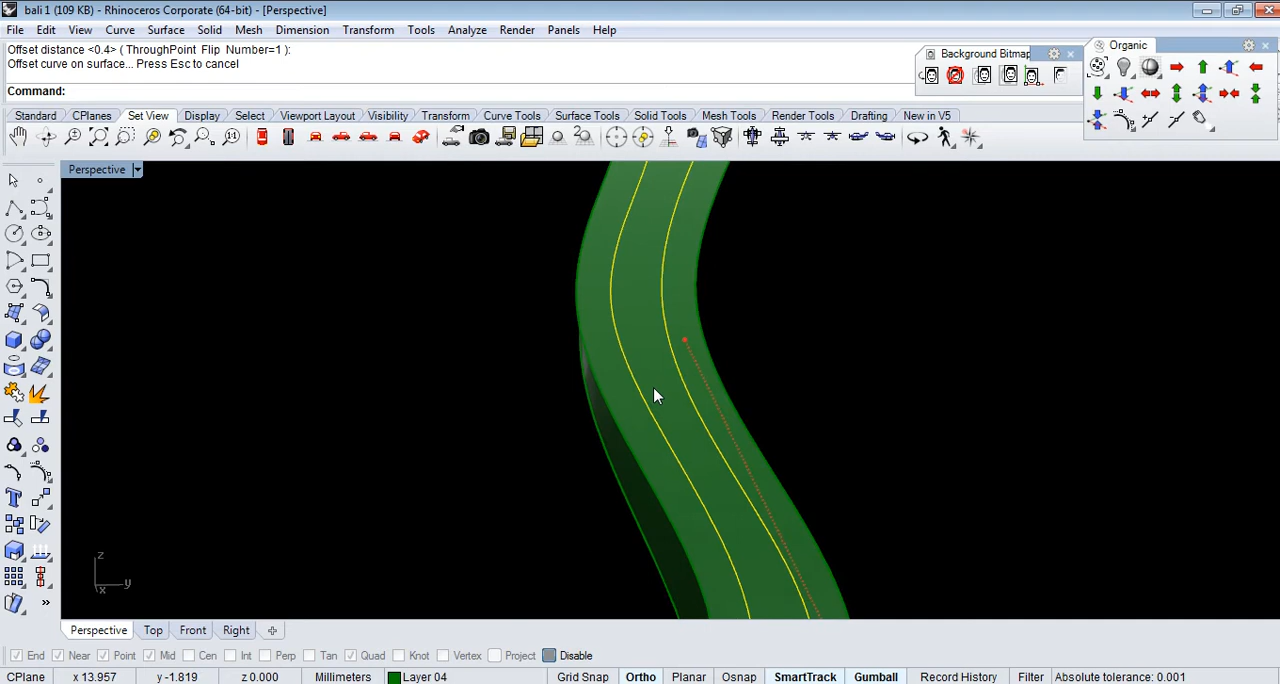 bali 1 (109 KB) - Rhinoceros Corporate (64-bit) - [Perspective]
File Edit View Curve Surface Solid Mesh Dimension Transform Tools Analyze Render Panels Help
Offset distance <0.4> ( ThroughPoint Flip Number=1 ):
Offset curve on surface... Press Esc to cancel
Command:
Background Bitmap
Organic
Standard CPlanes Set View Display Select Viewport Layout Visibility Transform Curve Tools Surface Tools Solid Tools Mesh Tools Render Tools Drafting New in V5
Perspective
z
y
x
Perspective Top Front Right
End Near Point Mid Cen Int Perp Tan Quad Knot Vertex Project Disable
CPlane x 13.957 y -1.819 z 0.000 Millimeters Layer 04 Grid Snap Ortho Planar Osnap SmartTrack Gumball Record History Filter Absolute tolerance: 0.001